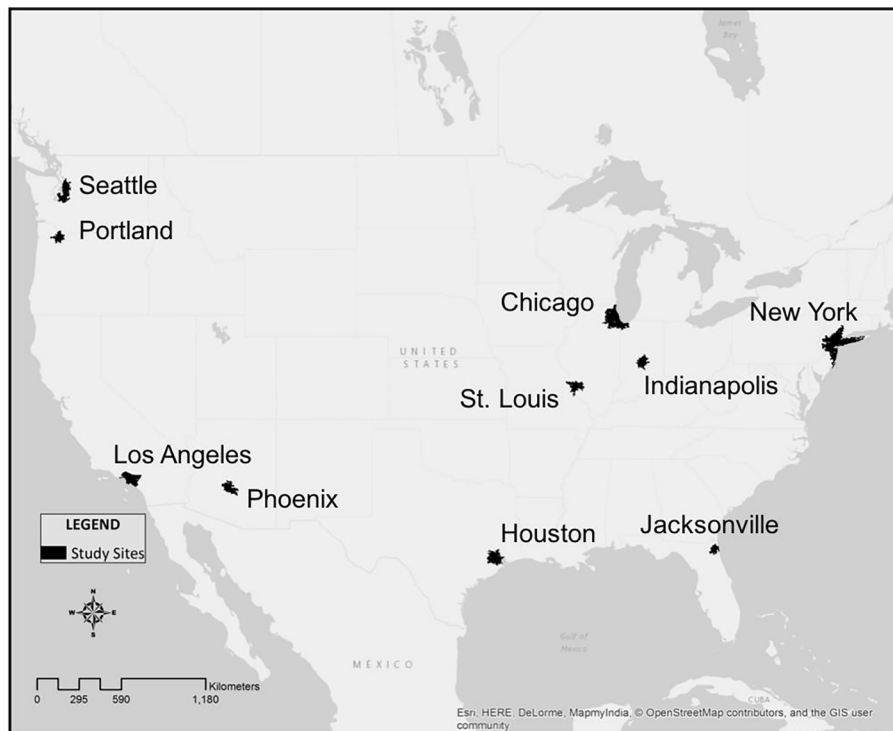 James
Bay
Seattle
Portland
Chicago
New York
UNITED
STATES
St. Louis
Indianapolis
Los Angeles
Phoenix
LEGEND
Study Sites
Houston
Jacksonville
N
W E
S
Gulf of
México
MÉXICO
CUBA
Kilometers
0 295 590 1,180
Esri, HERE, DeLorme, MapmyIndia, © OpenStreetMap contributors, and the GIS user
community